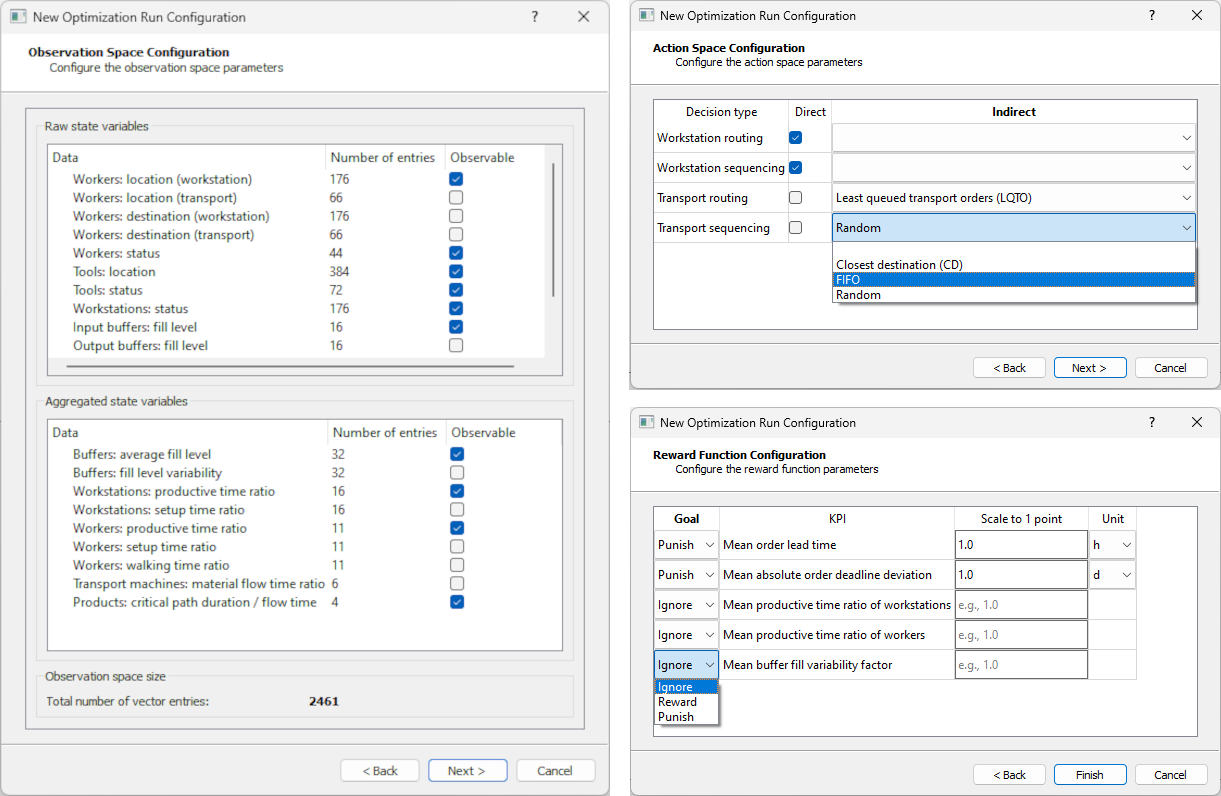 New Optimization Run Configuration ?
Observation Space Configuration
Configure the observation space parameters
Raw state variables
Data Number of entries Observable
Workers: location (workstation) 176
Workers: location (transport) 66
Workers: destination (workstation) 176
Workers: destination (transport) 66
Workers: status 44
Tools: location 384
Tools: status 72
Workstations: status 176
Input buffers: fill level 16
Output buffers: fill level 16
Aggregated state variables
Data Number of entries Observable
Buffers: average fill level 32
Buffers: fill level variability 32
Workstations: productive time ratio 16
Workstations: setup time ratio 16
Workers: productive time ratio 11
Workers: setup time ratio 11
Workers: walking time ratio 11
Transport machines: material flow time ratio 6
Products: critical path duration / flow time 4
Observation space size
Total number of vector entries: 2461
< Back Next > Cancel
New Optimization Run Configuration ?
Action Space Configuration
Configure the action space parameters
Decision type Direct Indirect
Workstation routing
Workstation sequencing
Transport routing Least queued transport orders (LQTO)
Transport sequencing Random
Closest destination (CD)
FIFO
Random
< Back Next > Cancel
New Optimization Run Configuration ?
Reward Function Configuration
Configure the reward function parameters
Goal KPI Scale to 1 point Unit
Punish Mean order lead time 1.0 h
Punish Mean absolute order deadline deviation 1.0 d
Ignore Mean productive time ratio of workstations e.g., 1.0
Ignore Mean productive time ratio of workers e.g., 1.0
Ignore Mean buffer fill variability factor e.g., 1.0
Ignore
Reward
Punish
< Back Finish Cancel